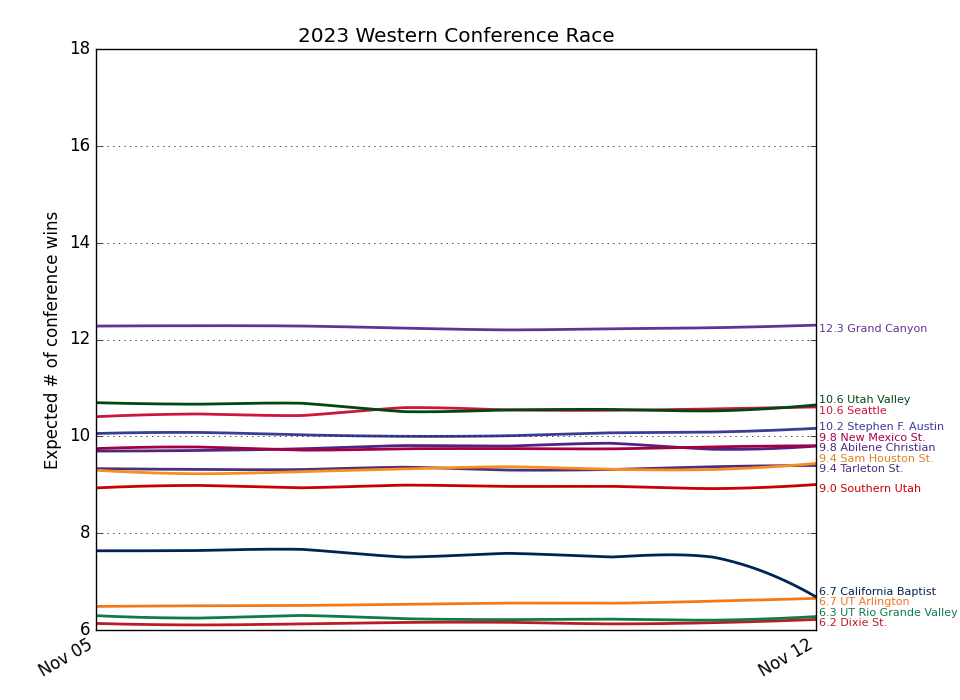 2023 Western Conference Race
Expected # of conference wins
18
16
14
12
10
8
6
Nov 05
Nov 12
12.3 Grand Canyon
10.6 Utah Valley
10.6 Seattle
10.2 Stephen F. Austin
9.8 New Mexico St.
9.8 Abilene Christian
9.4 Sam Houston St.
9.4 Tarleton St.
9.0 Southern Utah
6.7 California Baptist
6.7 UT Arlington
6.3 UT Rio Grande Valley
6.2 Dixie St.